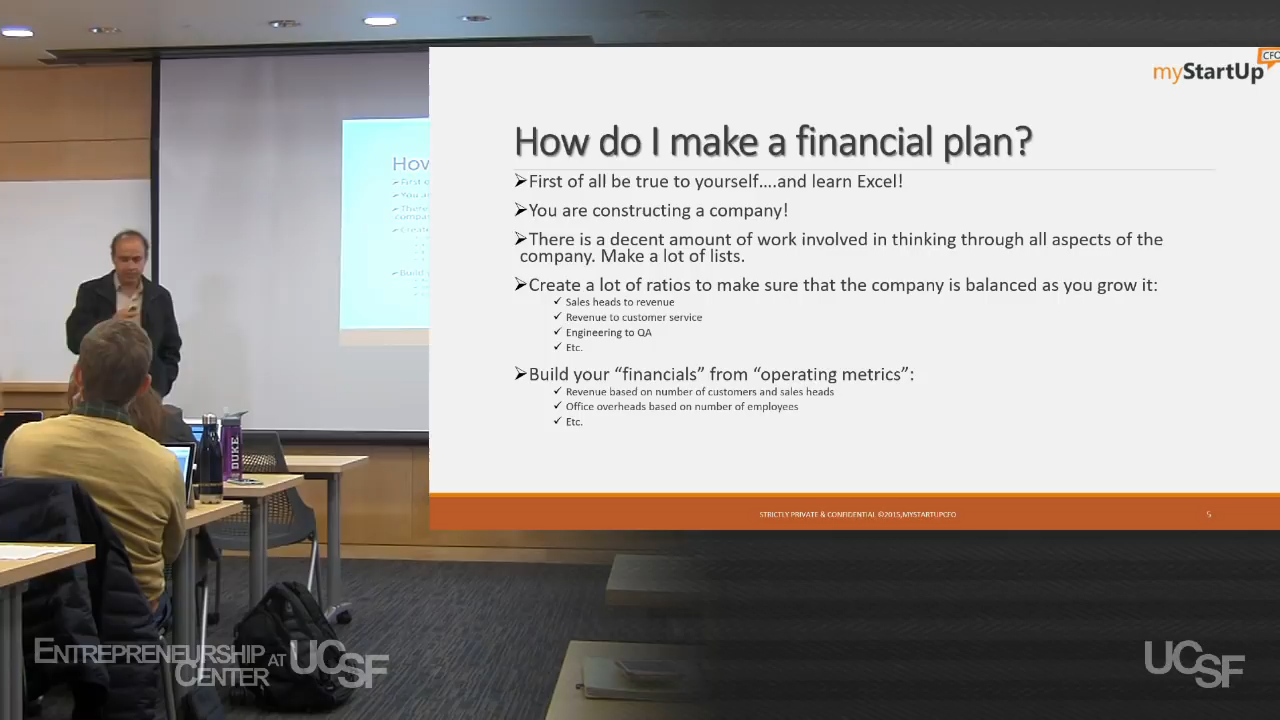 CFO
myStartUp
How do I make a financial plan?
➢First of all be true to yourself....and learn Excel!
➢You are constructing a company!
➢There is a decent amount of work involved in thinking through all aspects of the
company. Make a lot of lists.
➢Create a lot of ratios to make sure that the company is balanced as you grow it:
✓ Sales heads to revenue
✓ Revenue to customer service
✓ Engineering to QA
✓ Etc.
➢Build your “financials” from “operating metrics”:
✓ Revenue based on number of customers and sales heads
✓ Office overheads based on number of employees
✓ Etc.
STRICTLY PRIVATE & CONFIDENTIAL ©2015,MYSTARTUPCFO
5
How
DUKE
ENTREPRENEURSHIP AT UCSF
CENTER
UCSF